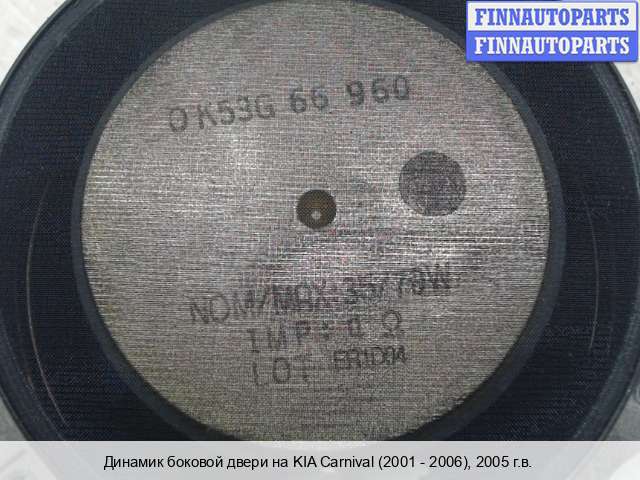 FINNAUTOPARTS
FINNAUTOPARTS
0K53G 66 960
NOM/MAX:35/70W
IMP: 4 Ω
LOT
Динамик боковой двери на KIA Carnival (2001 - 2006), 2005 г.в.